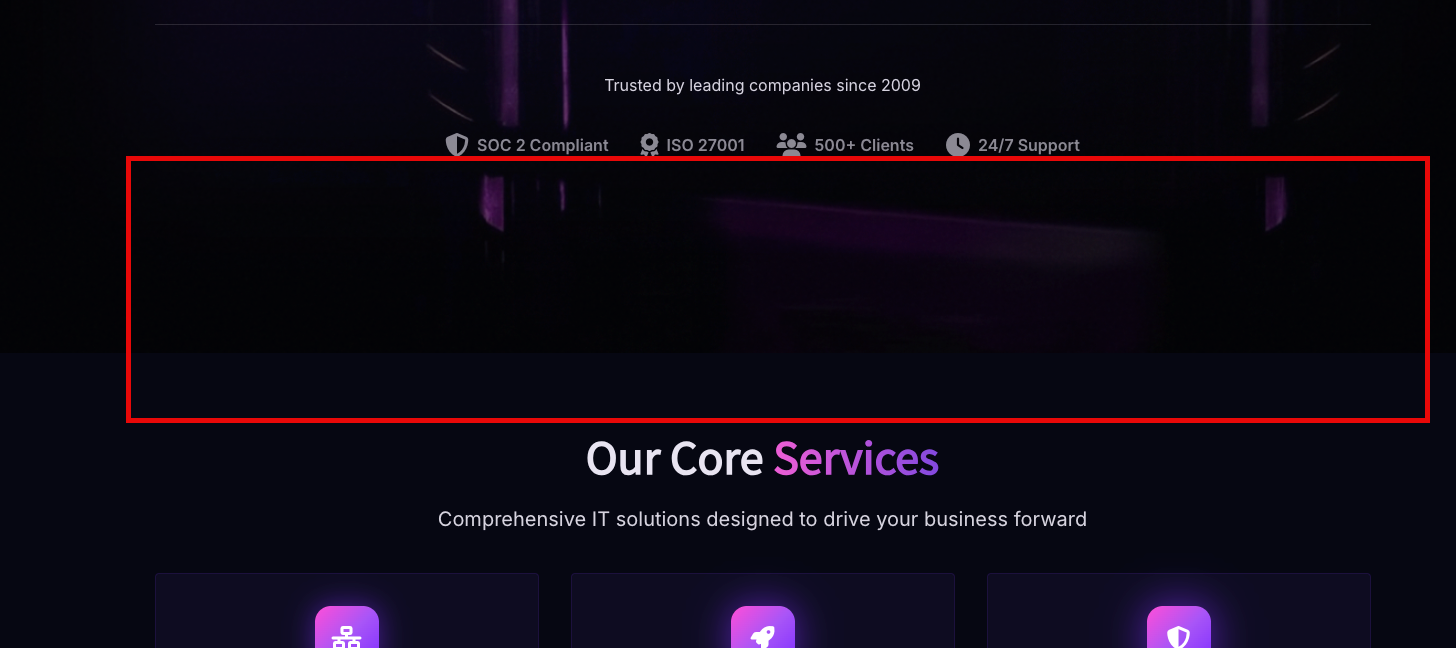 Trusted by leading companies since 2009
SOC 2 Compliant ISO 27001 500+ Clients 24/7 Support
Our Core Services
Comprehensive IT solutions designed to drive your business forward